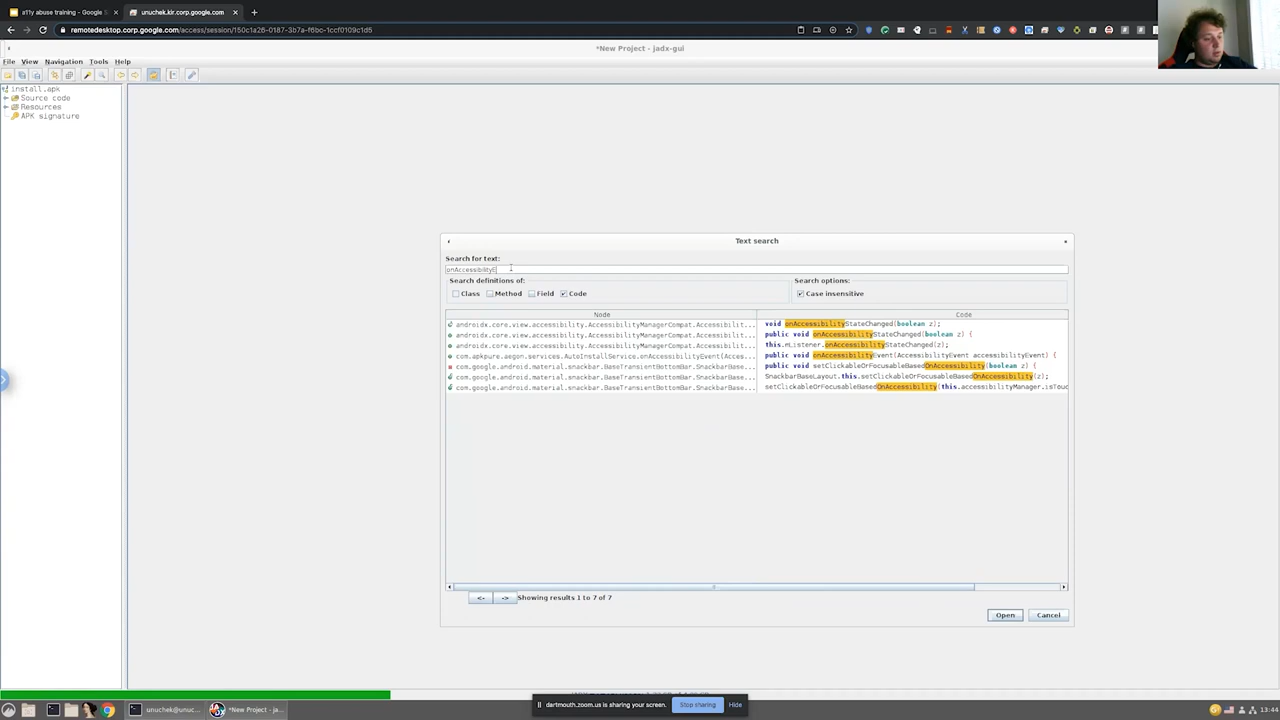 a11y abuse training - Google S
unuchek.kir.corp.google.com
remotedesktop.corp.google.com/access/session/150c1a26-0187-3b7a-f6bc-1ccf0109c1d5
*New Project - jadx-gui
File View Navigation Tools Help
install.apk
Source code
Resources
APK signature
Text search
Search for text:
onAccessibilityE
Search definitions of:
Search options:
Class Method Field Code
Case insensitive
Node
Code
androidx.core.view.accessibility.AccessibilityManagerCompat.Accessibilit...
void onAccessibilityStateChanged(boolean z);
androidx.core.view.accessibility.AccessibilityManagerCompat.Accessibilit...
public void onAccessibilityStateChanged(boolean z) {
androidx.core.view.accessibility.AccessibilityManagerCompat.Accessibilit...
this.mListener.onAccessibilityStateChanged(z);
com.apkpure.aegon.services.AutoInstallService.onAccessibilityEvent(Acces...
public void onAccessibilityEvent(AccessibilityEvent accessibilityEvent) {
com.google.android.material.snackbar.BaseTransientBottomBar.SnackbarBase...
public void setClickableOrFocusableBasedOnAccessibility(boolean z) {
com.google.android.material.snackbar.BaseTransientBottomBar.SnackbarBase...
SnackbarBaseLayout.this.setClickableOrFocusableBasedOnAccessibility(z);
com.google.android.material.snackbar.BaseTransientBottomBar.SnackbarBase...
setClickableOrFocusableBasedOnAccessibility(this.accessibilityManager.isTouc
<- -> Showing results 1 to 7 of 7
Open
Cancel
dartmouth.zoom.us is sharing your screen.
Stop sharing
Hide
unuchek@unuc...
*New Project - ja...
13:44